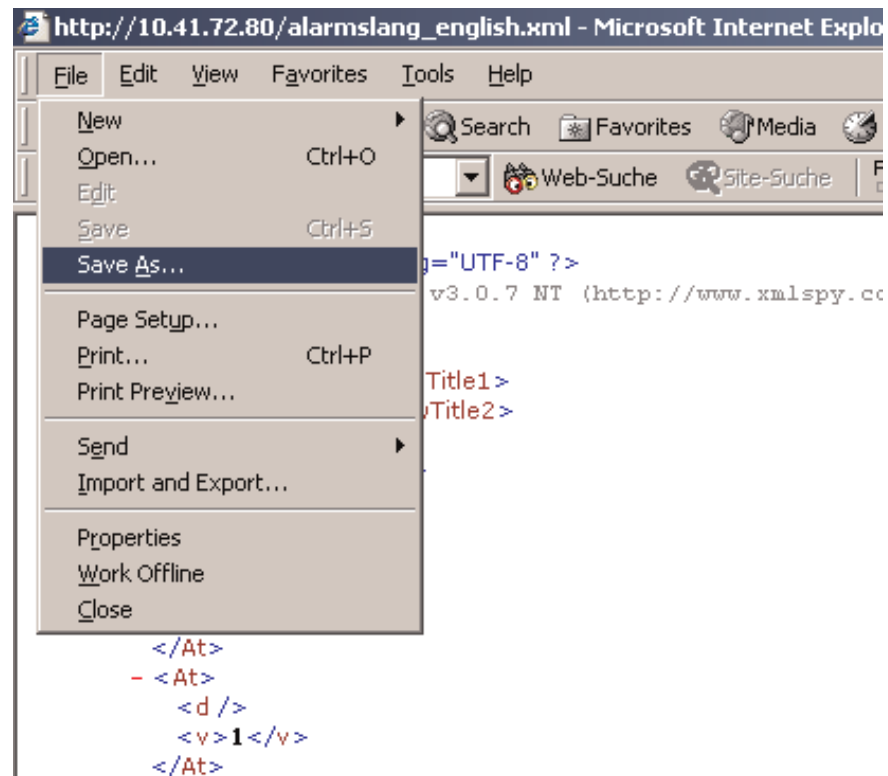 http://10.41.72.80/alarmslang_english.xml - Microsoft Internet Explo
File Edit View Favorites Tools Help
Search Favorites Media
Web-Suche Site-Suche
New
Open... Ctrl+O
Edit
Save Ctrl+S
Save As...
Page Setup...
Print... Ctrl+P
Print Preview...
Send
Import and Export...
Properties
Work Offline
Close
="UTF-8" ?>
v3.0.7 NT (http://www.xmlspy.co
Title1>
Title2>
</At>
- <At>
<d />
<v>1</v>
</At>